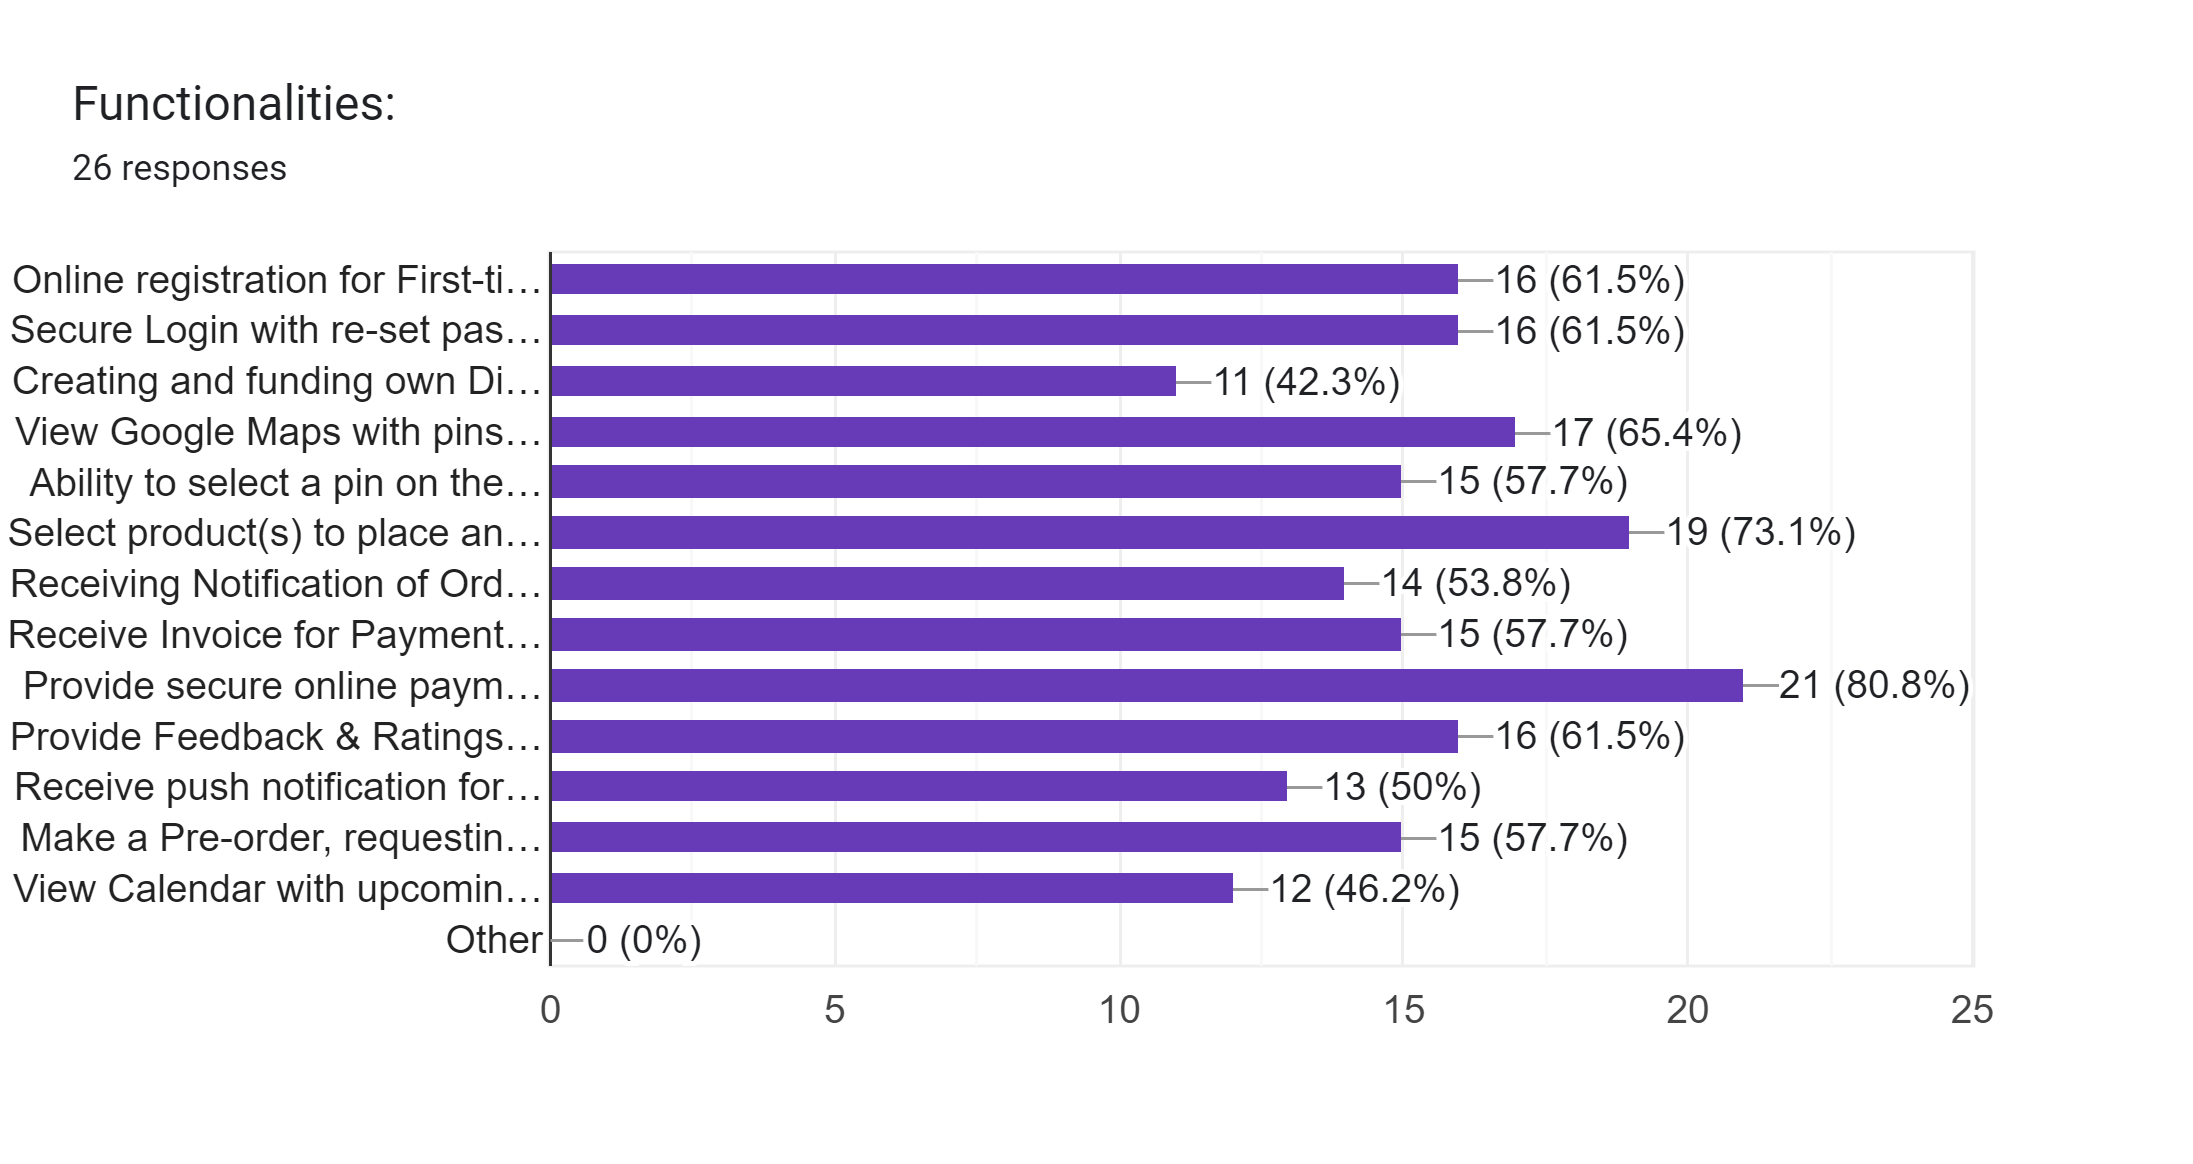 Functionalities:
26 responses
Online registration for First-ti… 16 (61.5%)
Secure Login with re-set pas… 16 (61.5%)
Creating and funding own Di… 11 (42.3%)
View Google Maps with pins… 17 (65.4%)
Ability to select a pin on the… 15 (57.7%)
Select product(s) to place an… 19 (73.1%)
Receiving Notification of Ord… 14 (53.8%)
Receive Invoice for Payment… 15 (57.7%)
Provide secure online paym… 21 (80.8%)
Provide Feedback & Ratings… 16 (61.5%)
Receive push notification for… 13 (50%)
Make a Pre-order, requestin… 15 (57.7%)
View Calendar with upcomin… 12 (46.2%)
Other 0 (0%)
0 5 10 15 20 25